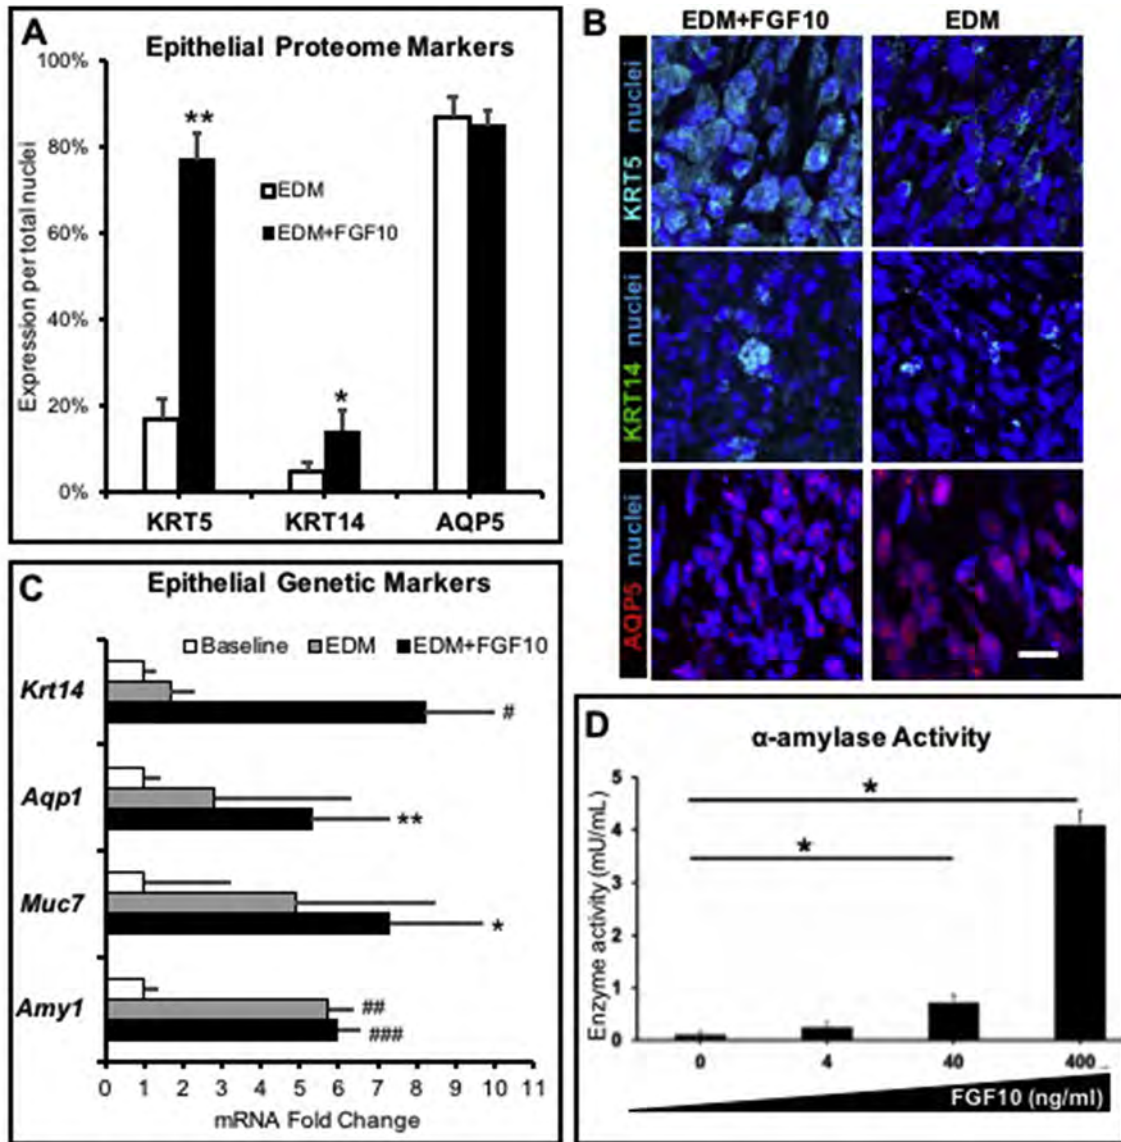 A
Epithelial Proteome Markers
100%
80%
60%
40%
20%
0%
Expression per total nuclei
**
*
EDM
EDM+FGF10
KRT5 KRT14 AQP5
B
EDM+FGF10 EDM
KRT5 nuclei
KRT14 nuclei
AQP5 nuclei
C
Epithelial Genetic Markers
Baseline EDM EDM+FGF10
Krt14
#
Aqp1
**
Muc7
*
Amy1
##
###
0 1 2 3 4 5 6 7 8 9 10 11
mRNA Fold Change
D
α-amylase Activity
Enzyme activity (mU/mL)
5
4
3
2
1
0
*
*
0 4 40 400
FGF10 (ng/ml)